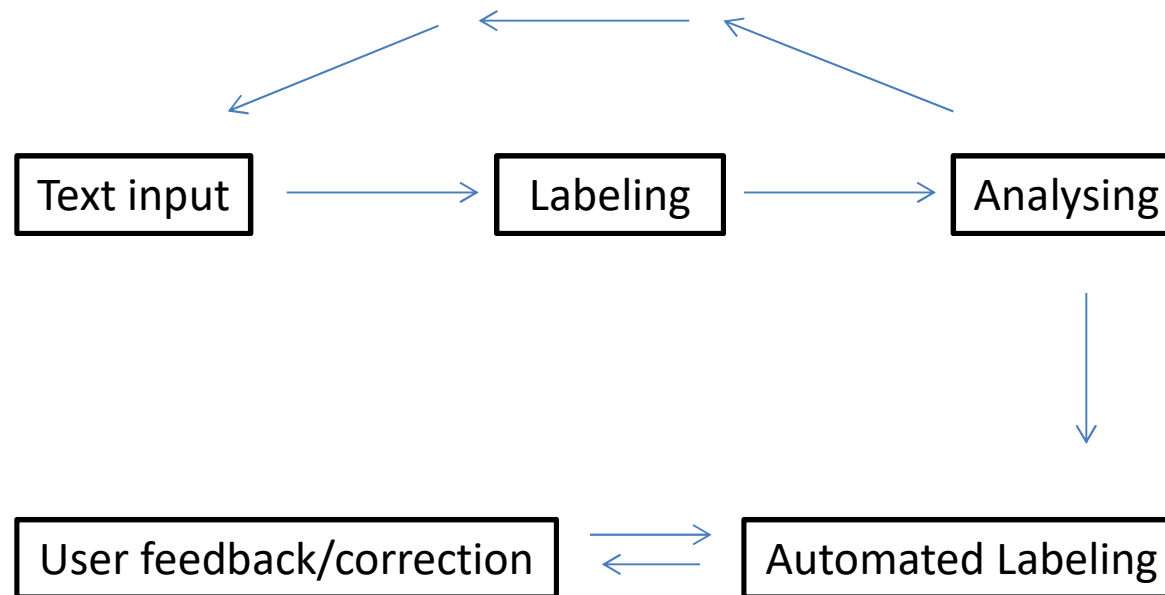 Text input
Labeling
Analysing
User feedback/correction
Automated Labeling